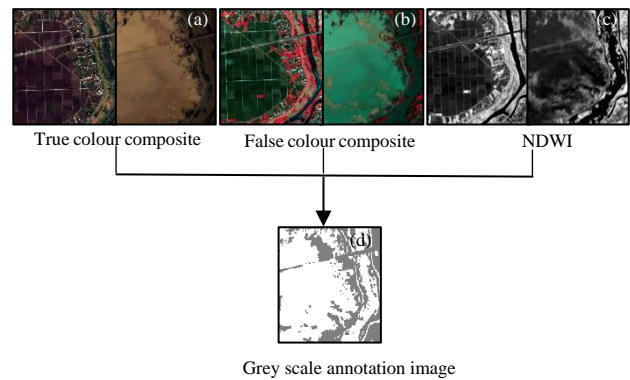 (a)
(b)
(c)
True colour composite
False colour composite
NDWI
(d)
Grey scale annotation image